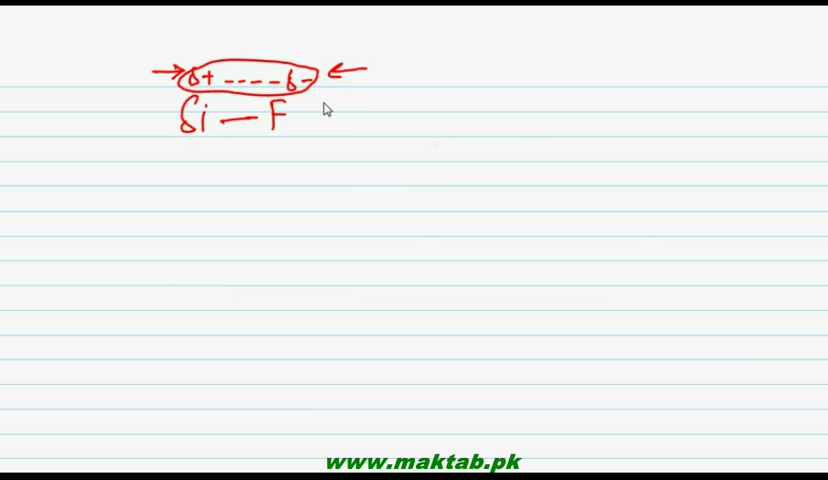 δ+ ---- δ-
Si — F
www.maktab.pk